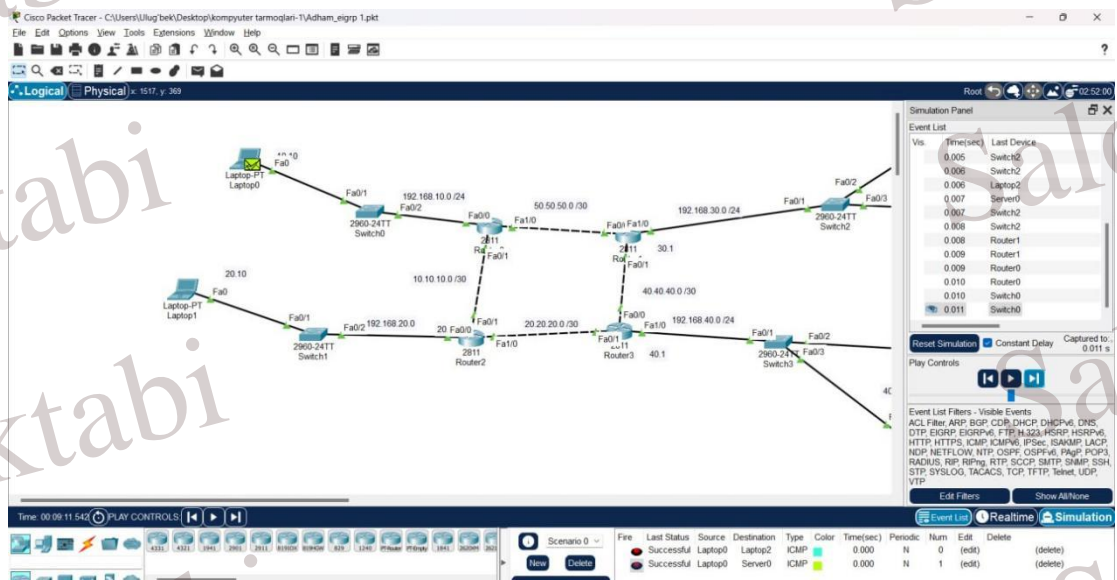 Cisco Packet Tracer - C:\Users\Ulug'bek\Desktop\kompyuter tarmoqlari-1\Adham_eigrp 1.pkt
File Edit Options View Tools Extensions Window Help
Logical Physical x: 1517, y: 369
Root 02:52:00
Simulation Panel
Event List
Vis. Time(sec) Last Device
0.005 Switch2
0.006 Switch2
0.006 Laptop2
0.007 Server0
0.007 Switch2
0.008 Switch2
0.008 Router1
0.009 Router1
0.009 Router0
0.010 Router0
0.010 Switch0
0.011 Switch0
Reset Simulation Constant Delay Captured to:
0.011 s
Play Controls
Event List Filters - Visible Events
ACL Filter, ARP, BGP, CDP, DHCP, DHCPv6, DNS,
DTP, EIGRP, EIGRPv6, FTP, H.323, HSRP, HSRPv6,
HTTP, HTTPS, ICMP, ICMPv6, IPSec, ISAKMP, LACP,
NDP, NETFLOW, NTP, OSPF, OSPFv6, PAgP, POP3,
RADIUS, RIP, RIPng, RTP, SCCP, SMTP, SNMP, SSH,
STP, SYSLOG, TACACS, TCP, TFTP, Telnet, UDP,
VTP
Edit Filters Show All/None
Fa0
Laptop-PT
Laptop0
Fa0/1
192.168.10.0 /24
Fa0/2
2960-24TT
Switch0
Fa0/0
Fa1/0
2811
Fa0/1
50.50.50.0 /30
Fa1/0
192.168.30.0 /24
2811
30.1
Fa0/1
Fa0/1
Fa0/2
Fa0/3
2960-24TT
Switch2
10.10.10.0 /30
40.40.40.0 /30
20.10
Fa0
Laptop-PT
Laptop1
Fa0/1
Fa0/2
192.168.20.0
2960-24TT
Switch1
20
Fa0/0
Fa0/1
Fa1/0
2811
Router2
20.20.20.0 /30
Fa0/0
Fa0/1
Fa1/0
Router3
40.1
192.168.40.0 /24
Fa0/1
Fa0/2
Fa0/3
2960-24TT
Switch3
Time: 00:09:11.542 PLAY CONTROLS:
Event List Realtime Simulation
4331 4321 1941 2901 2911 819IOX 819HGW 829 1240 PT-Router PT-Empty 1841 2620XM
Scenario 0
New Delete
Fire Last Status Source Destination Type Color Time(sec) Periodic Num Edit Delete
Successful Laptop0 Laptop2 ICMP 0.000 N 0 (edit) (delete)
Successful Laptop0 Server0 ICMP 0.000 N 1 (edit) (delete)